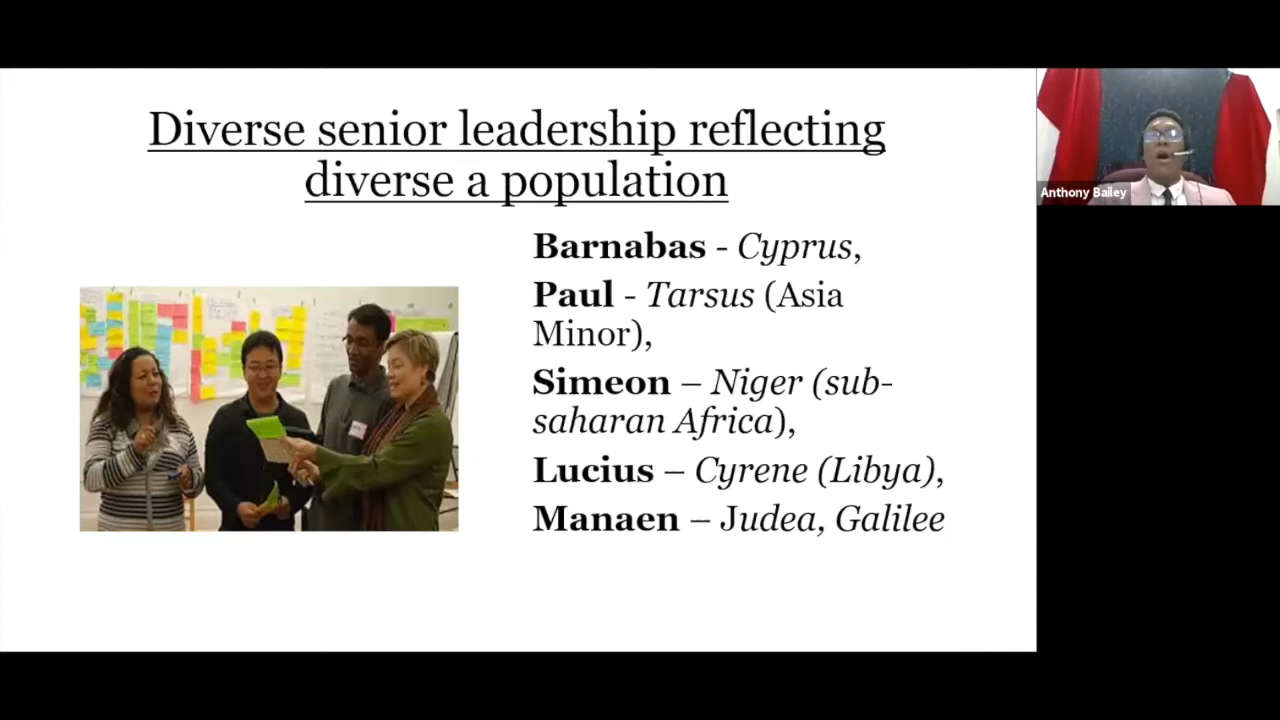 Diverse senior leadership reflecting
diverse a population
Barnabas - Cyprus,
Paul - Tarsus (Asia
Minor),
Simeon – Niger (sub-
saharan Africa),
Lucius – Cyrene (Libya),
Manaen – Judea, Galilee
Anthony Bailey